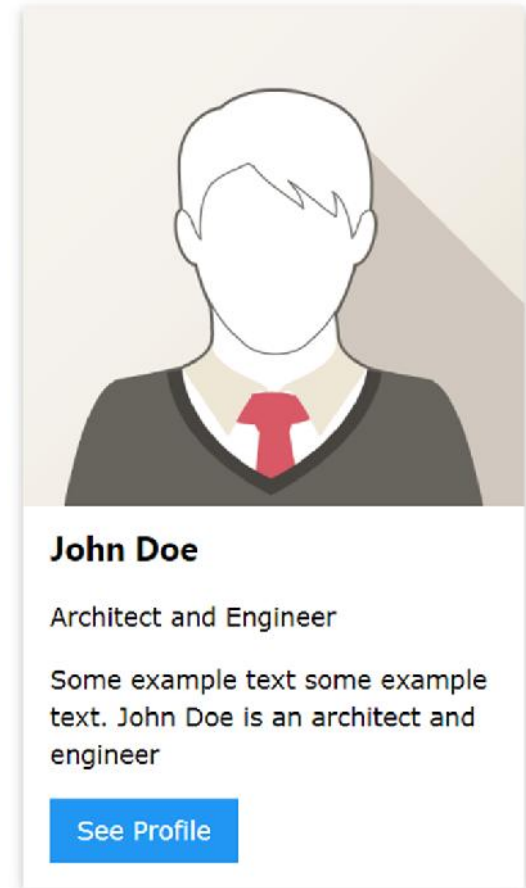 John Doe
Architect and Engineer
Some example text some example
text. John Doe is an architect and
engineer
See Profile